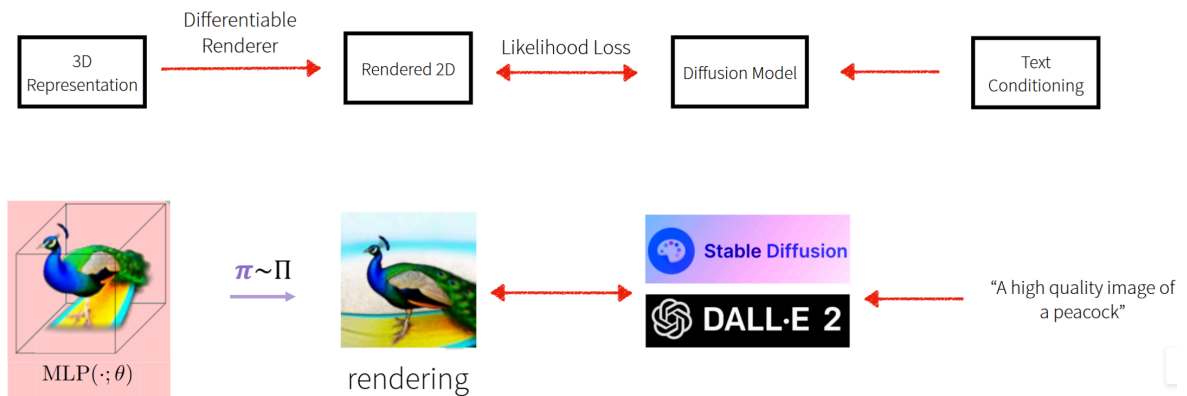 Differentiable
Renderer
3D
Representation
Rendered 2D
Likelihood Loss
Diffusion Model
Text
Conditioning
π~Π
MLP(·; θ)
rendering
Stable Diffusion
DALL·E 2
“A high quality image of
a peacock”